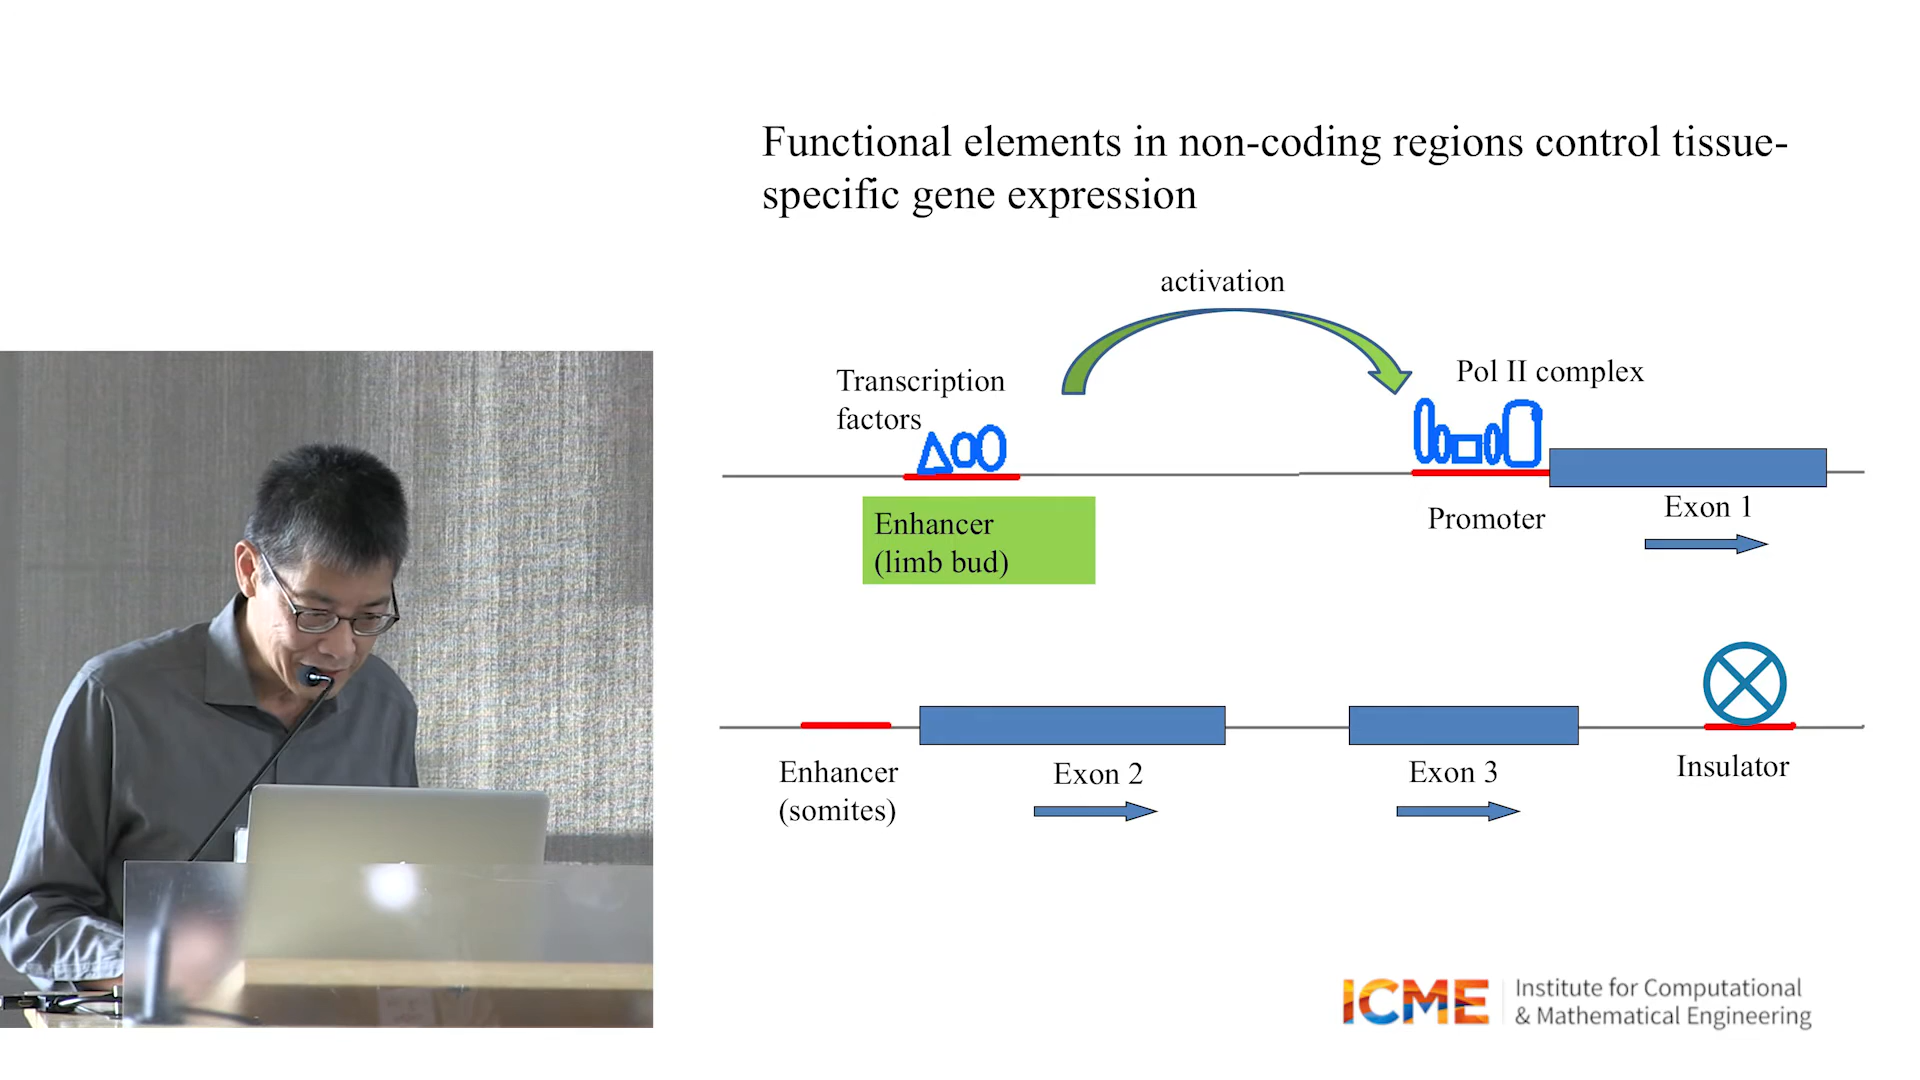 Functional elements in non-coding regions control tissue-
specific gene expression
activation
Transcription
factors
Pol II complex
Enhancer
(limb bud)
Promoter
Exon 1
Enhancer
(somites)
Exon 2
Exon 3
Insulator
ICME
Institute for Computational
& Mathematical Engineering